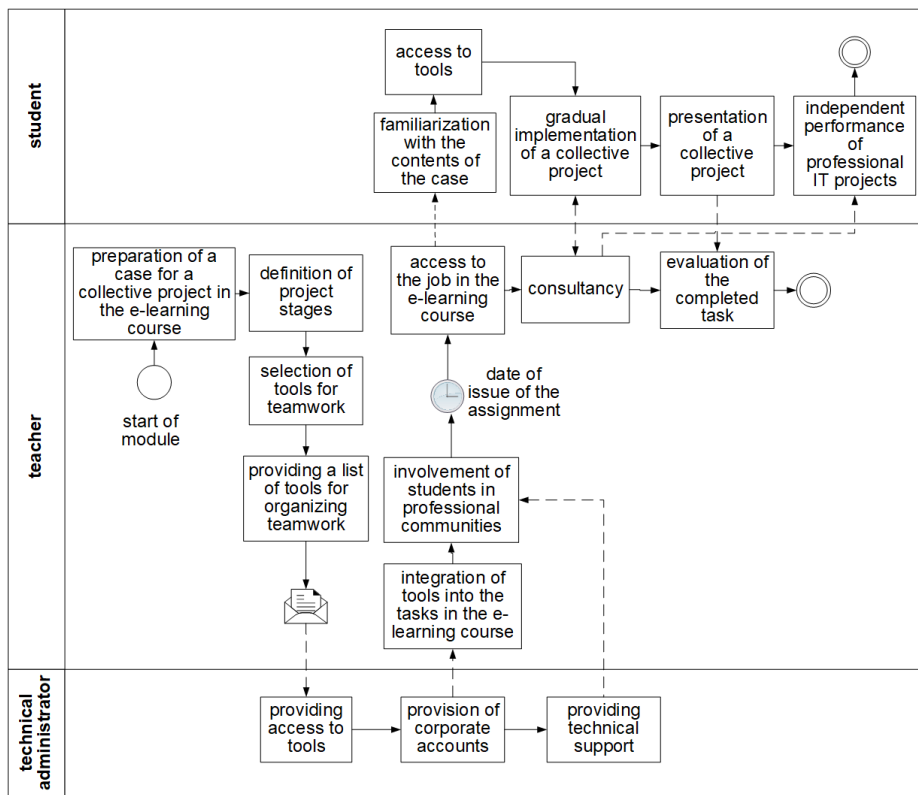 student
access to
tools
familiarization
with the
contents of
the case
gradual
implementation
of a collective
project
presentation
of a
collective
project
independent
performance
of
professional
IT projects
teacher
preparation of a
case for a
collective project in
the e-learning
course
definition of
project
stages
access to
the job in the
e-learning
course
consultancy
evaluation of
the
completed
task
start of
module
selection of
tools for
teamwork
date of
issue of the
assignment
providing a list
of tools for
organizing
teamwork
involvement of
students in
professional
communities
integration of
tools into the
tasks in the e-
learning course
technical
administrator
providing
access to
tools
provision of
corporate
accounts
providing
technical
support